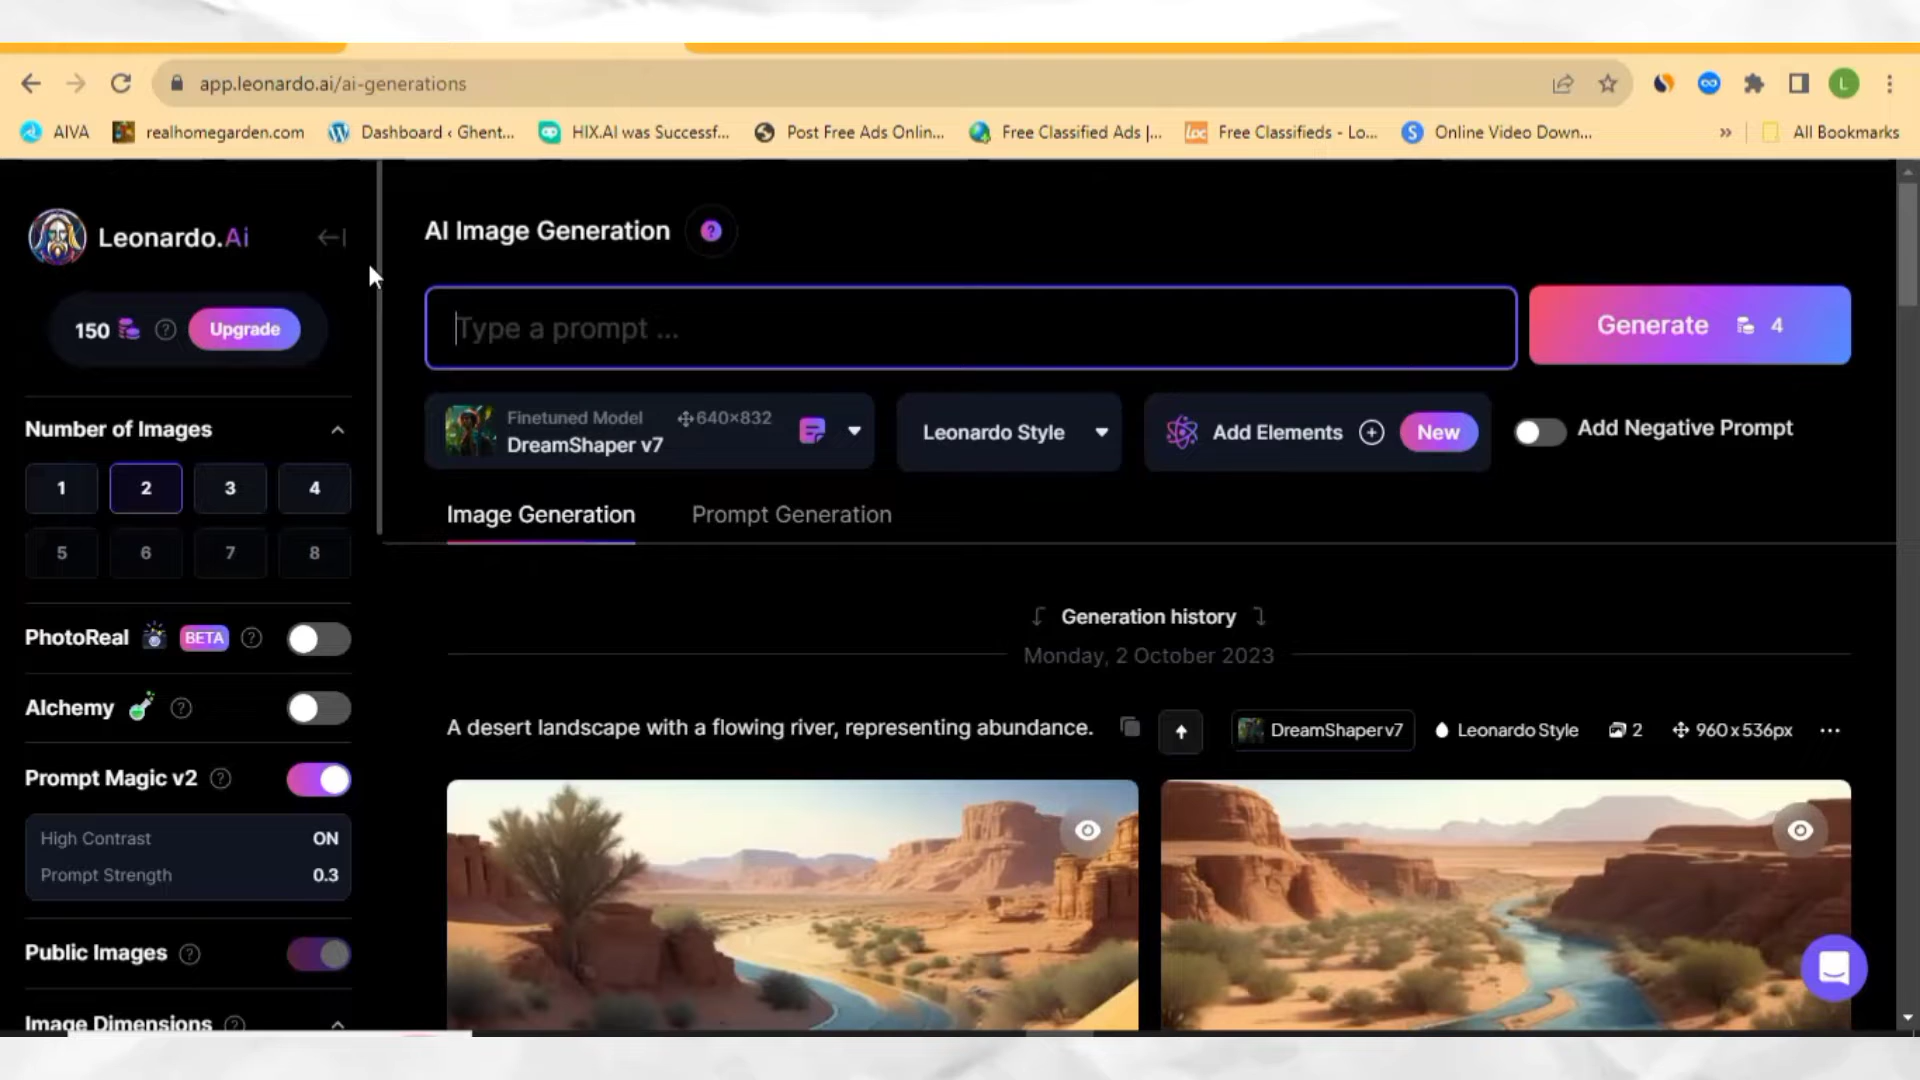 app.leonardo.ai/ai-generations
L
AIVA
realhomegarden.com
Dashboard ‹ Ghent...
HIX.AI was Successf...
Post Free Ads Onlin...
Free Classified Ads |...
loc
Free Classifieds - Lo...
S
Online Video Down...
»
All Bookmarks
Leonardo.Ai
150
?
Upgrade
AI Image Generation
?
Type a prompt ...
Generate 4
Finetuned Model
640×832
DreamShaper v7
Leonardo Style
Add Elements
New
Add Negative Prompt
Number of Images
1 2 3 4
5 6 7 8
Image Generation
Prompt Generation
PhotoReal BETA ?
Alchemy ?
Prompt Magic v2 ?
High Contrast ON
Prompt Strength 0.3
Public Images ?
Image Dimensions ?
Generation history
Monday, 2 October 2023
A desert landscape with a flowing river, representing abundance.
DreamShaper v7
Leonardo Style
2
960 x 536px